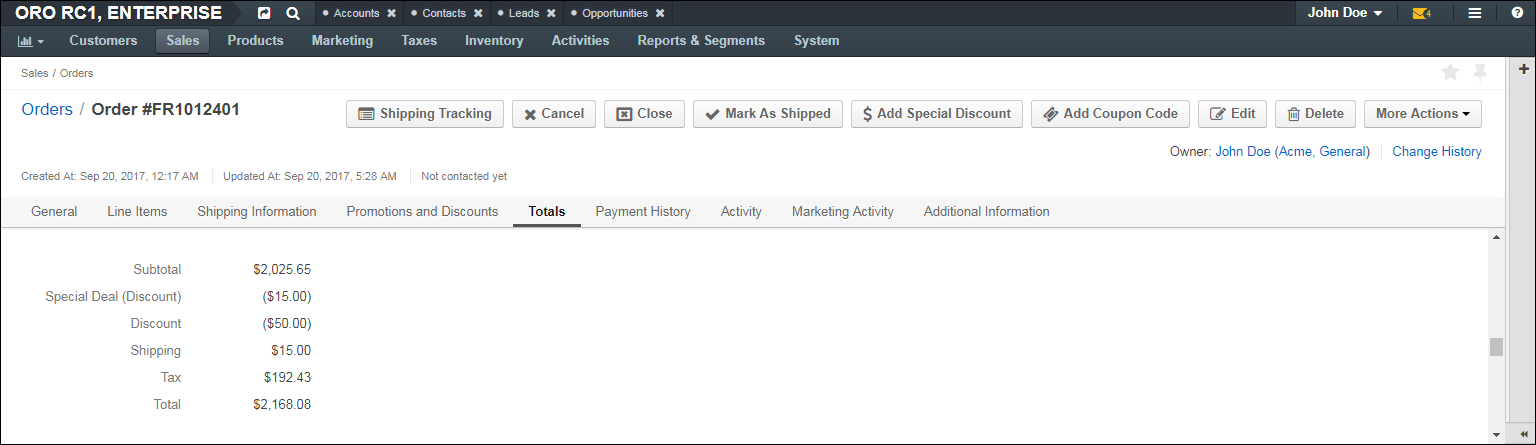 ORO RC1, ENTERPRISE Accounts Contacts Leads Opportunities John Doe 4
Customers Sales Products Marketing Taxes Inventory Activities Reports & Segments System
Sales / Orders
Orders / Order #FR1012401 Shipping Tracking Cancel Close Mark As Shipped $ Add Special Discount Add Coupon Code Edit Delete More Actions
Owner: John Doe (Acme, General) Change History
Created At: Sep 20, 2017, 12:17 AM Updated At: Sep 20, 2017, 5:28 AM Not contacted yet
General Line Items Shipping Information Promotions and Discounts Totals Payment History Activity Marketing Activity Additional Information
Subtotal $2,025.65
Special Deal (Discount) ($15.00)
Discount ($50.00)
Shipping $15.00
Tax $192.43
Total $2,168.08